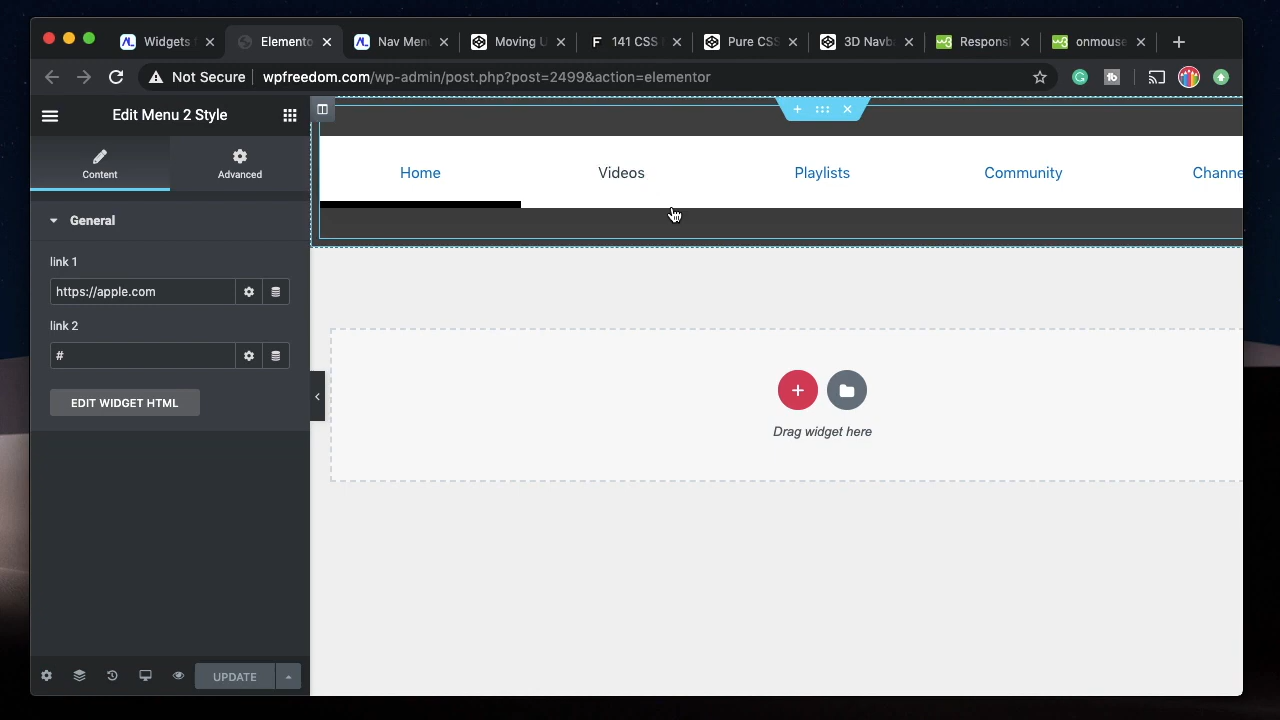 Widgets
Elemento
Nav Men
Moving U
141 CSS
Pure CSS
3D Navb
Responsi
onmouse
Not Secure
wpfreedom.com/wp-admin/post.php?post=2499&action=elementor
Edit Menu 2 Style
Content
Advanced
Home
Videos
Playlists
Community
Channe
General
link 1
https://apple.com
link 2
#
EDIT WIDGET HTML
Drag widget here
UPDATE